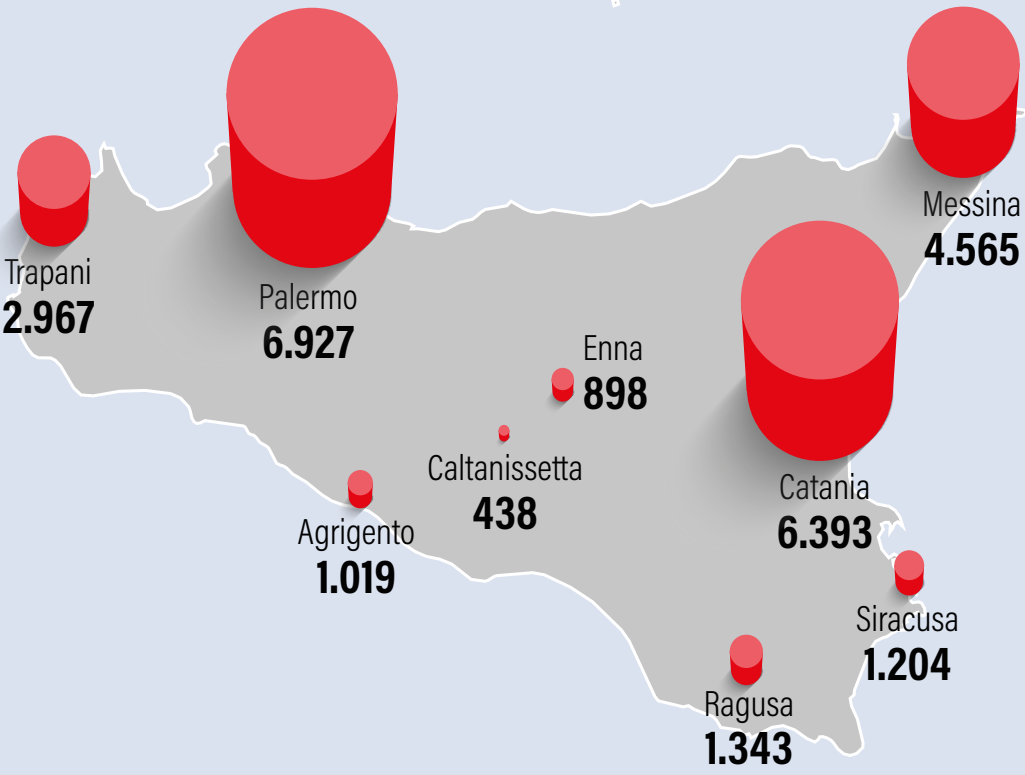 Messina
4.565
Trapani
2.967
Palermo
6.927
Enna
898
Caltanissetta
438
Catania
6.393
Agrigento
1.019
Siracusa
1.204
Ragusa
1.343